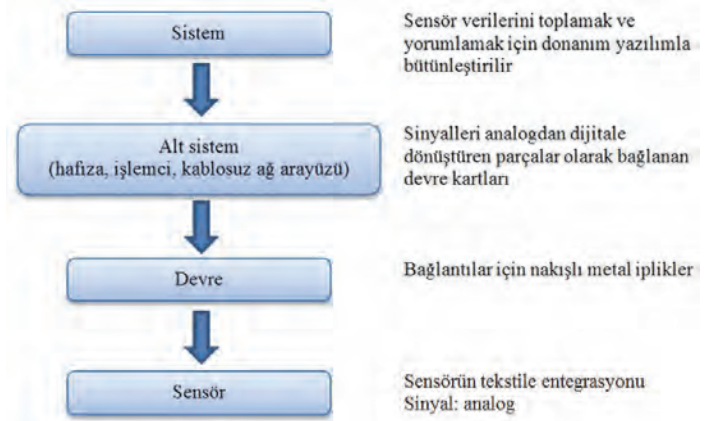 Sistem
Sensör verilerini toplamak ve
yorumlamak için donanım yazılımla
bütünleştirilir
Alt sistem
(hafıza, işlemci, kablosuz ağ arayüzü)
Sinyalleri analogdan dijitale
dönüştüren parçalar olarak bağlanan
devre kartları
Devre
Bağlantılar için nakışlı metal iplikler
Sensör
Sensörün tekstile entegrasyonu
Sinyal: analog